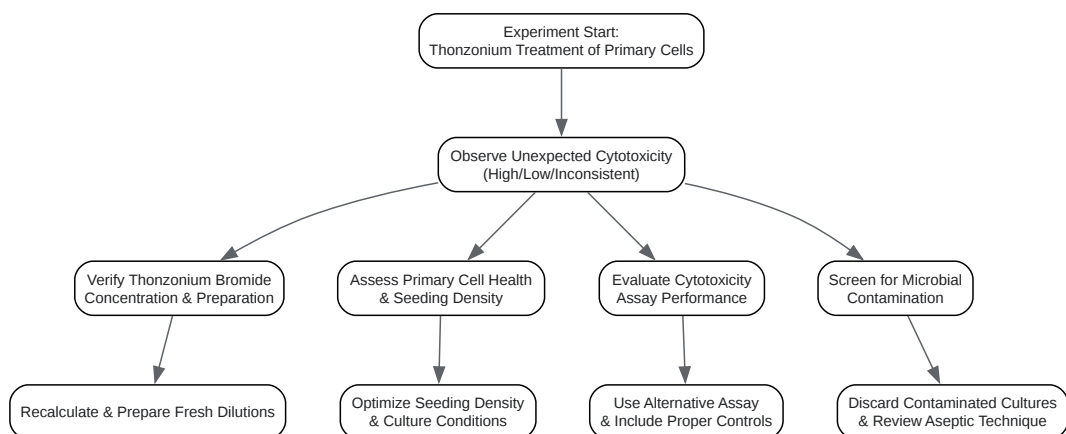 Experiment Start:
Thonzonium Treatment of Primary Cells
Observe Unexpected Cytotoxicity
(High/Low/Inconsistent)
Verify Thonzonium Bromide
Concentration & Preparation
Assess Primary Cell Health
& Seeding Density
Evaluate Cytotoxicity
Assay Performance
Screen for Microbial
Contamination
Recalculate & Prepare Fresh Dilutions
Optimize Seeding Density
& Culture Conditions
Use Alternative Assay
& Include Proper Controls
Discard Contaminated Cultures
& Review Aseptic Technique